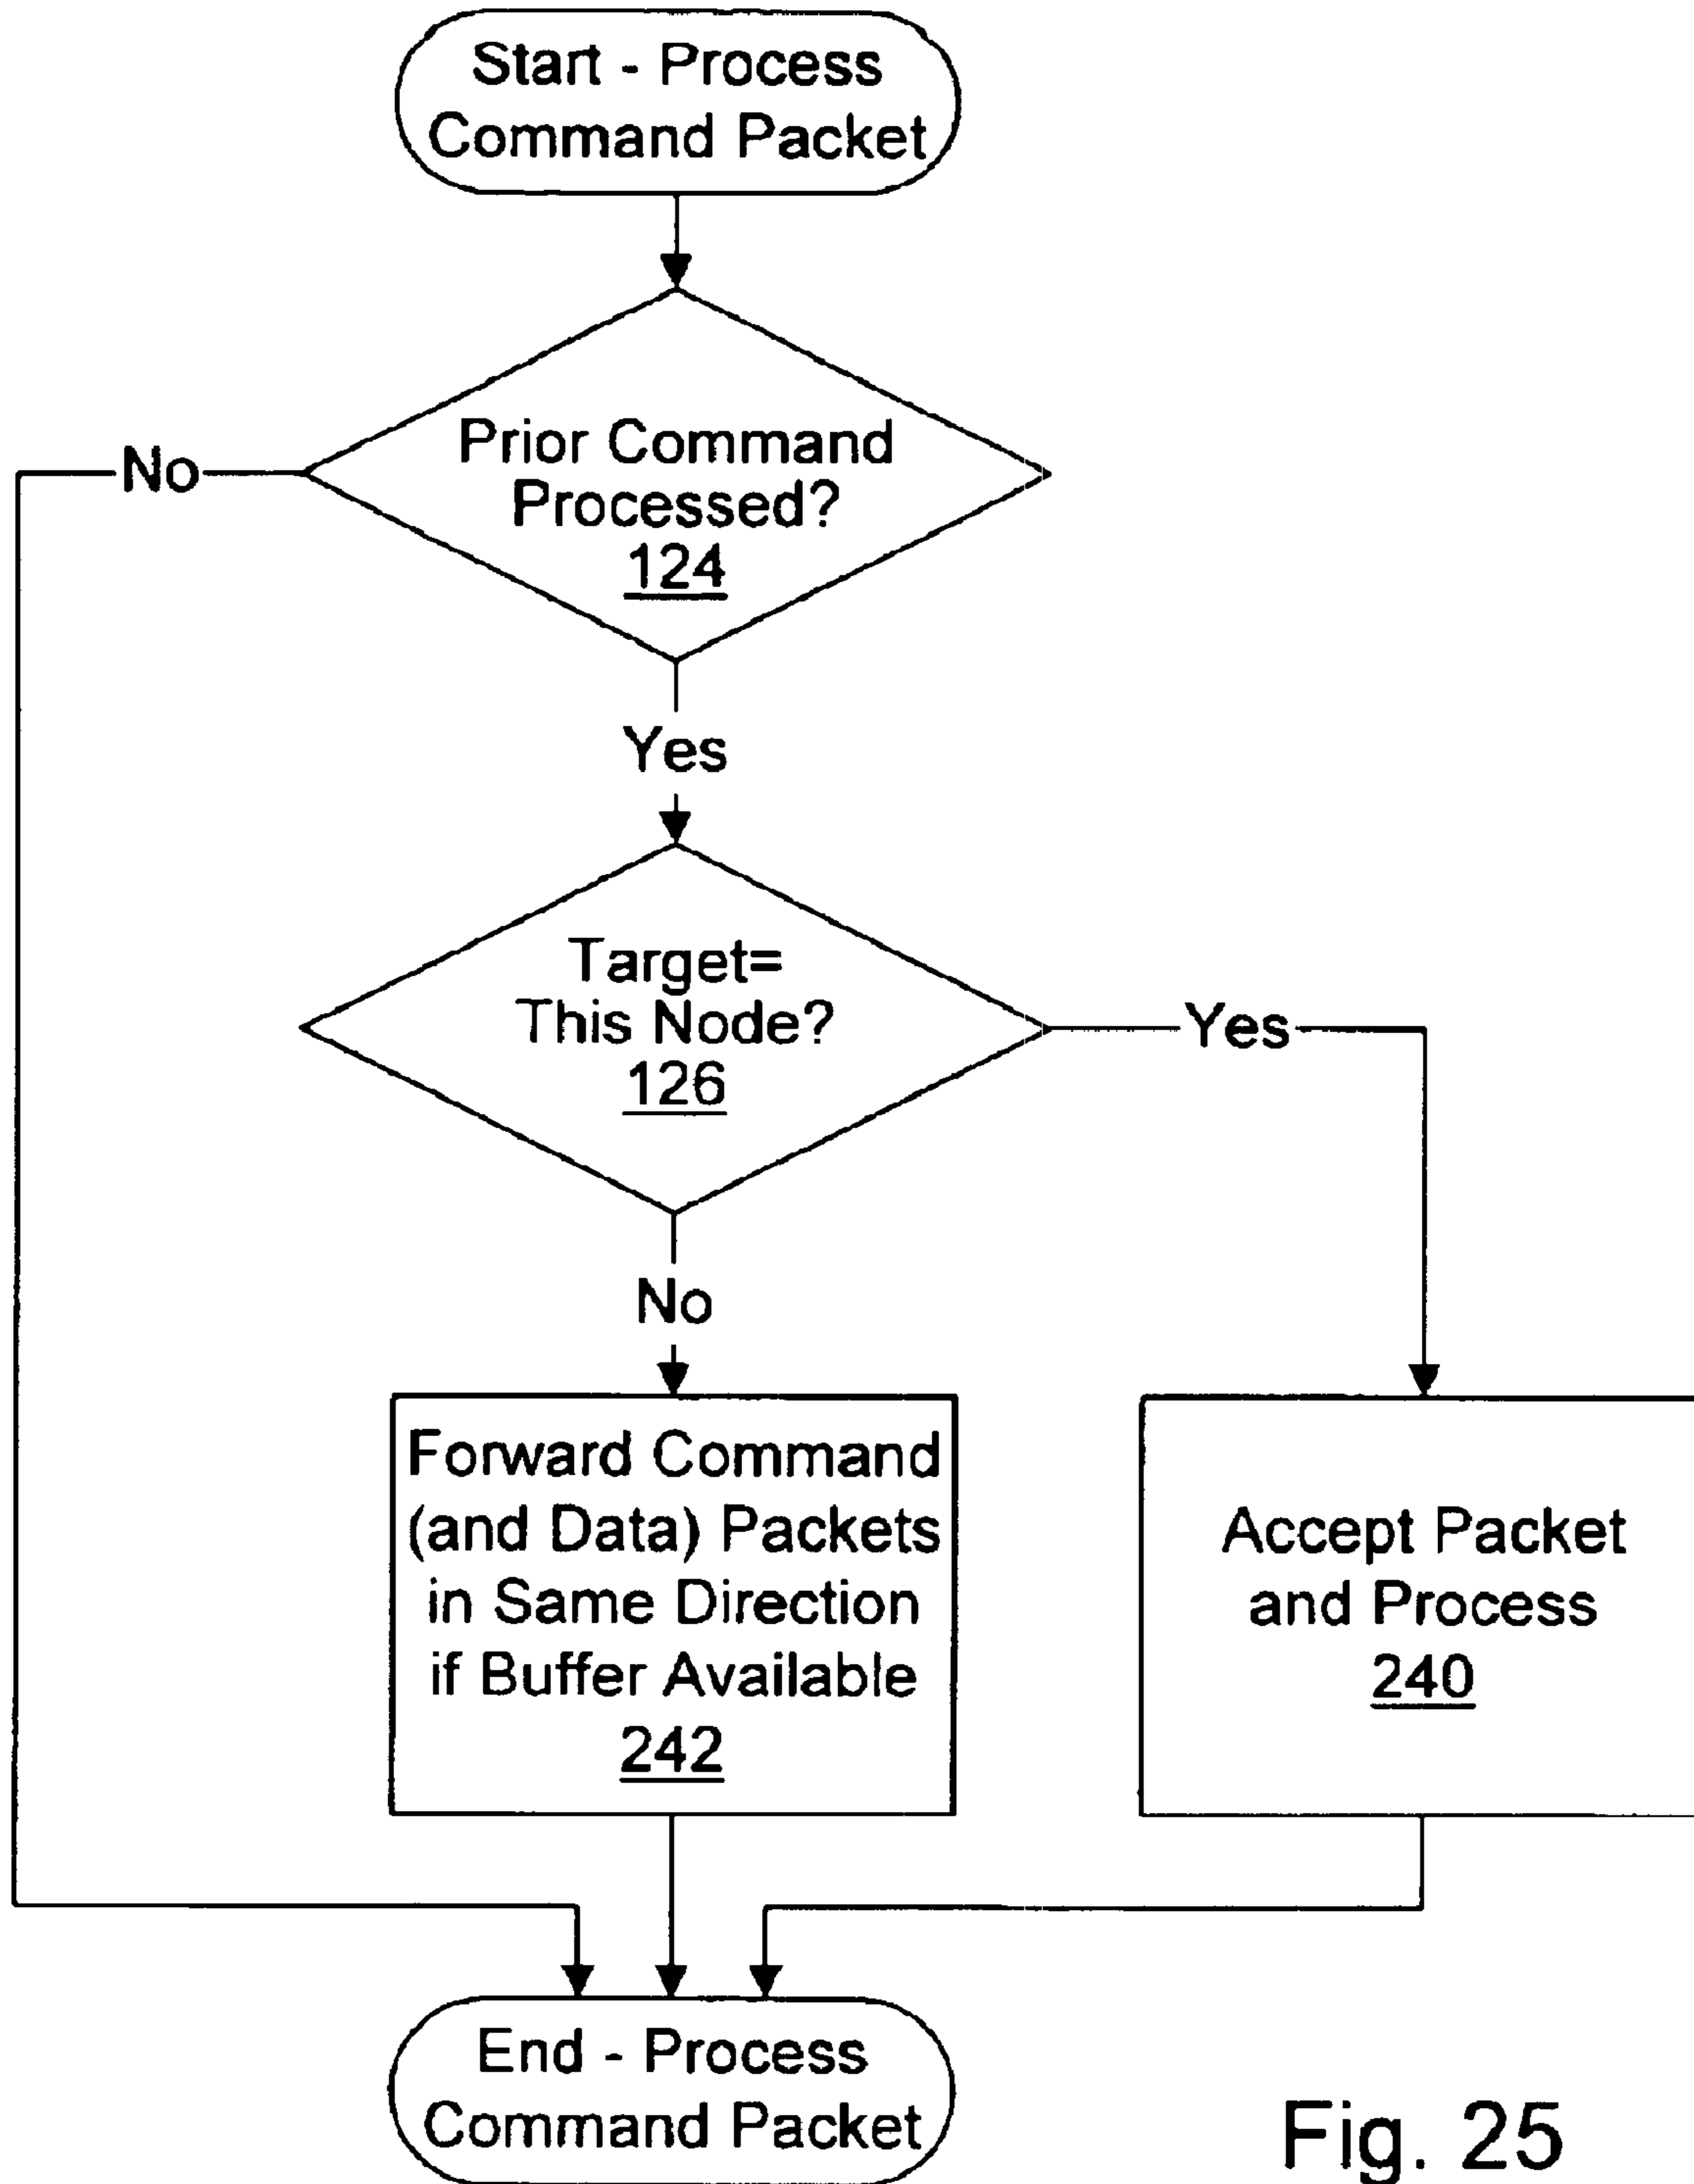 Start - Process
Command Packet
Prior Command
Processed?
124
No
Yes
Target=
This Node?
126
Yes
No
Forward Command
(and Data) Packets
in Same Direction
if Buffer Available
242
Accept Packet
and Process
240
End - Process
Command Packet
Fig. 25